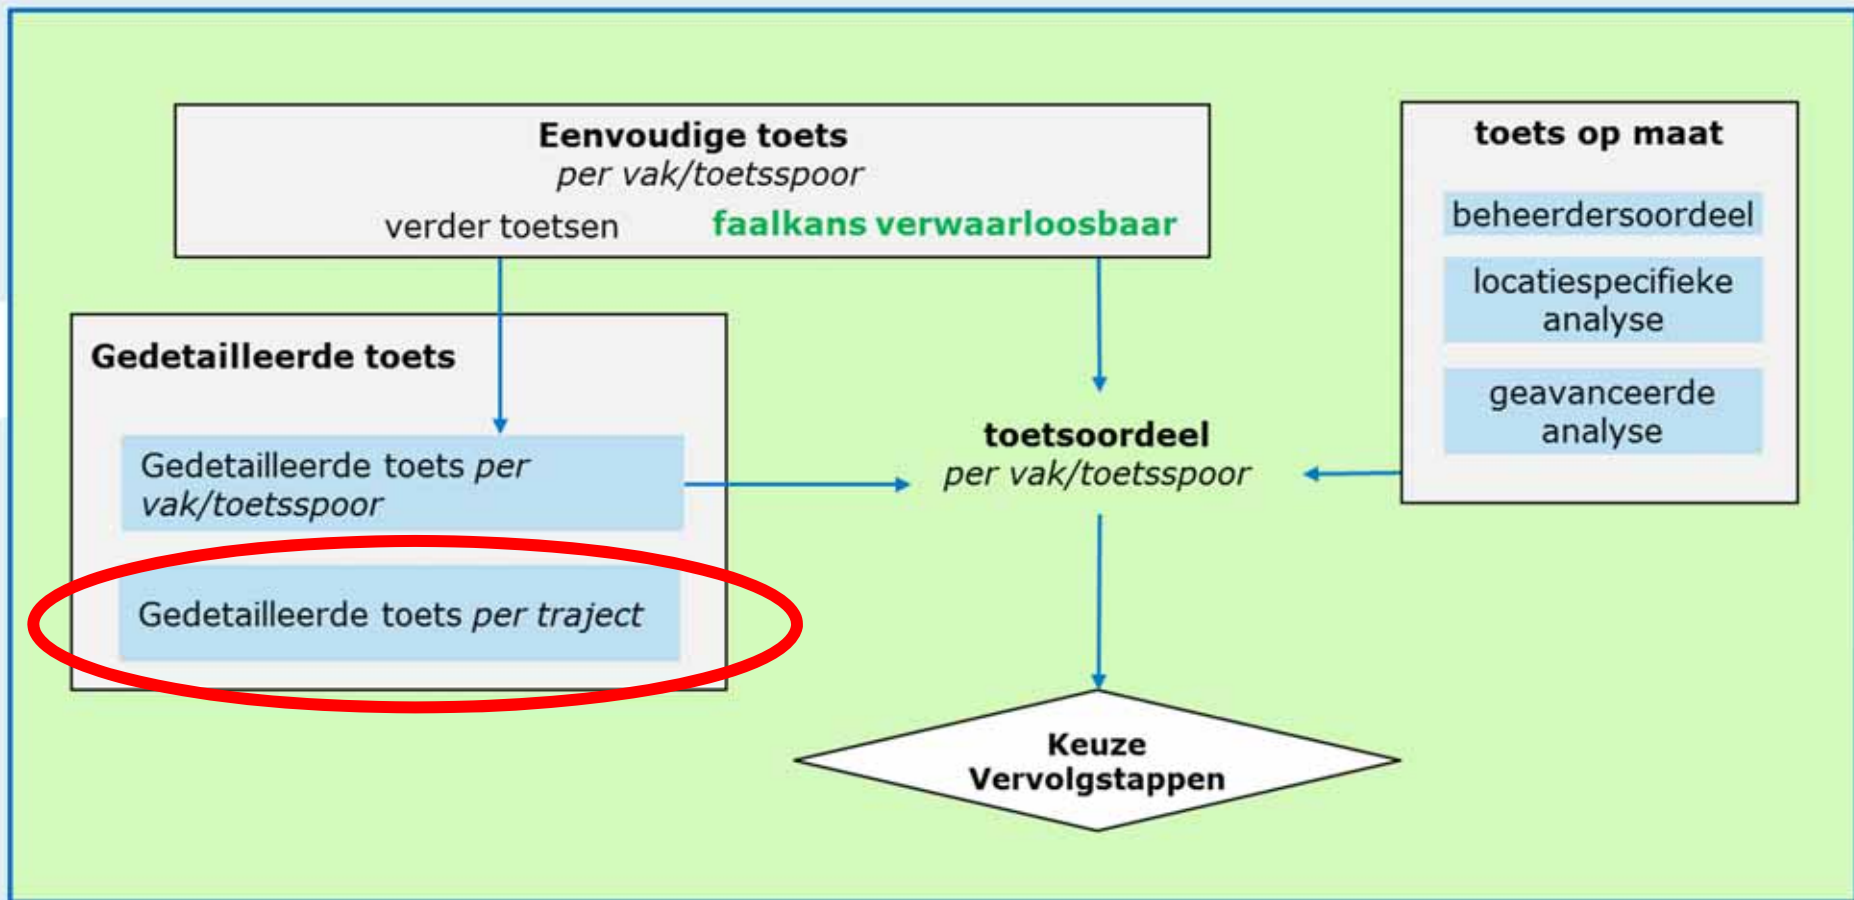 Eenvoudige toets
per vak/toetsspoor
verder toetsen
faalkans verwaarloosbaar
toets op maat
beheerdersoordeel
locatiespecifieke
analyse
geavanceerde
analyse
Gedetailleerde toets
Gedetailleerde toets per
vak/toetsspoor
Gedetailleerde toets per traject
toetsoordeel
per vak/toetsspoor
Keuze
Vervolgstappen